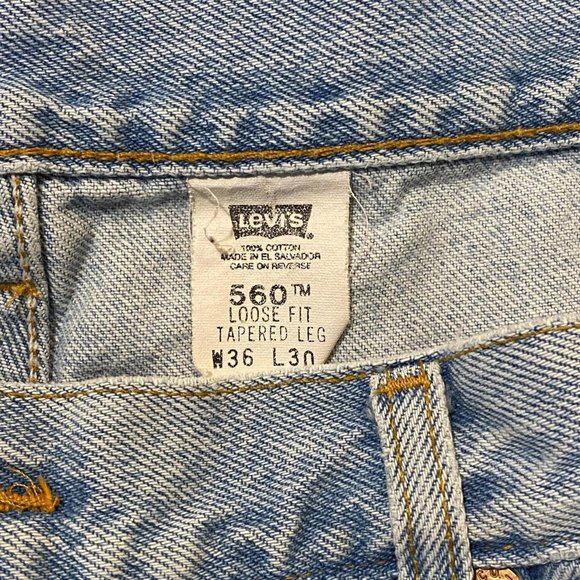 Levi's®
100% COTTON
MADE IN EL SALVADOR
CARE ON REVERSE
560™
LOOSE FIT
TAPERED LEG
W36 L30